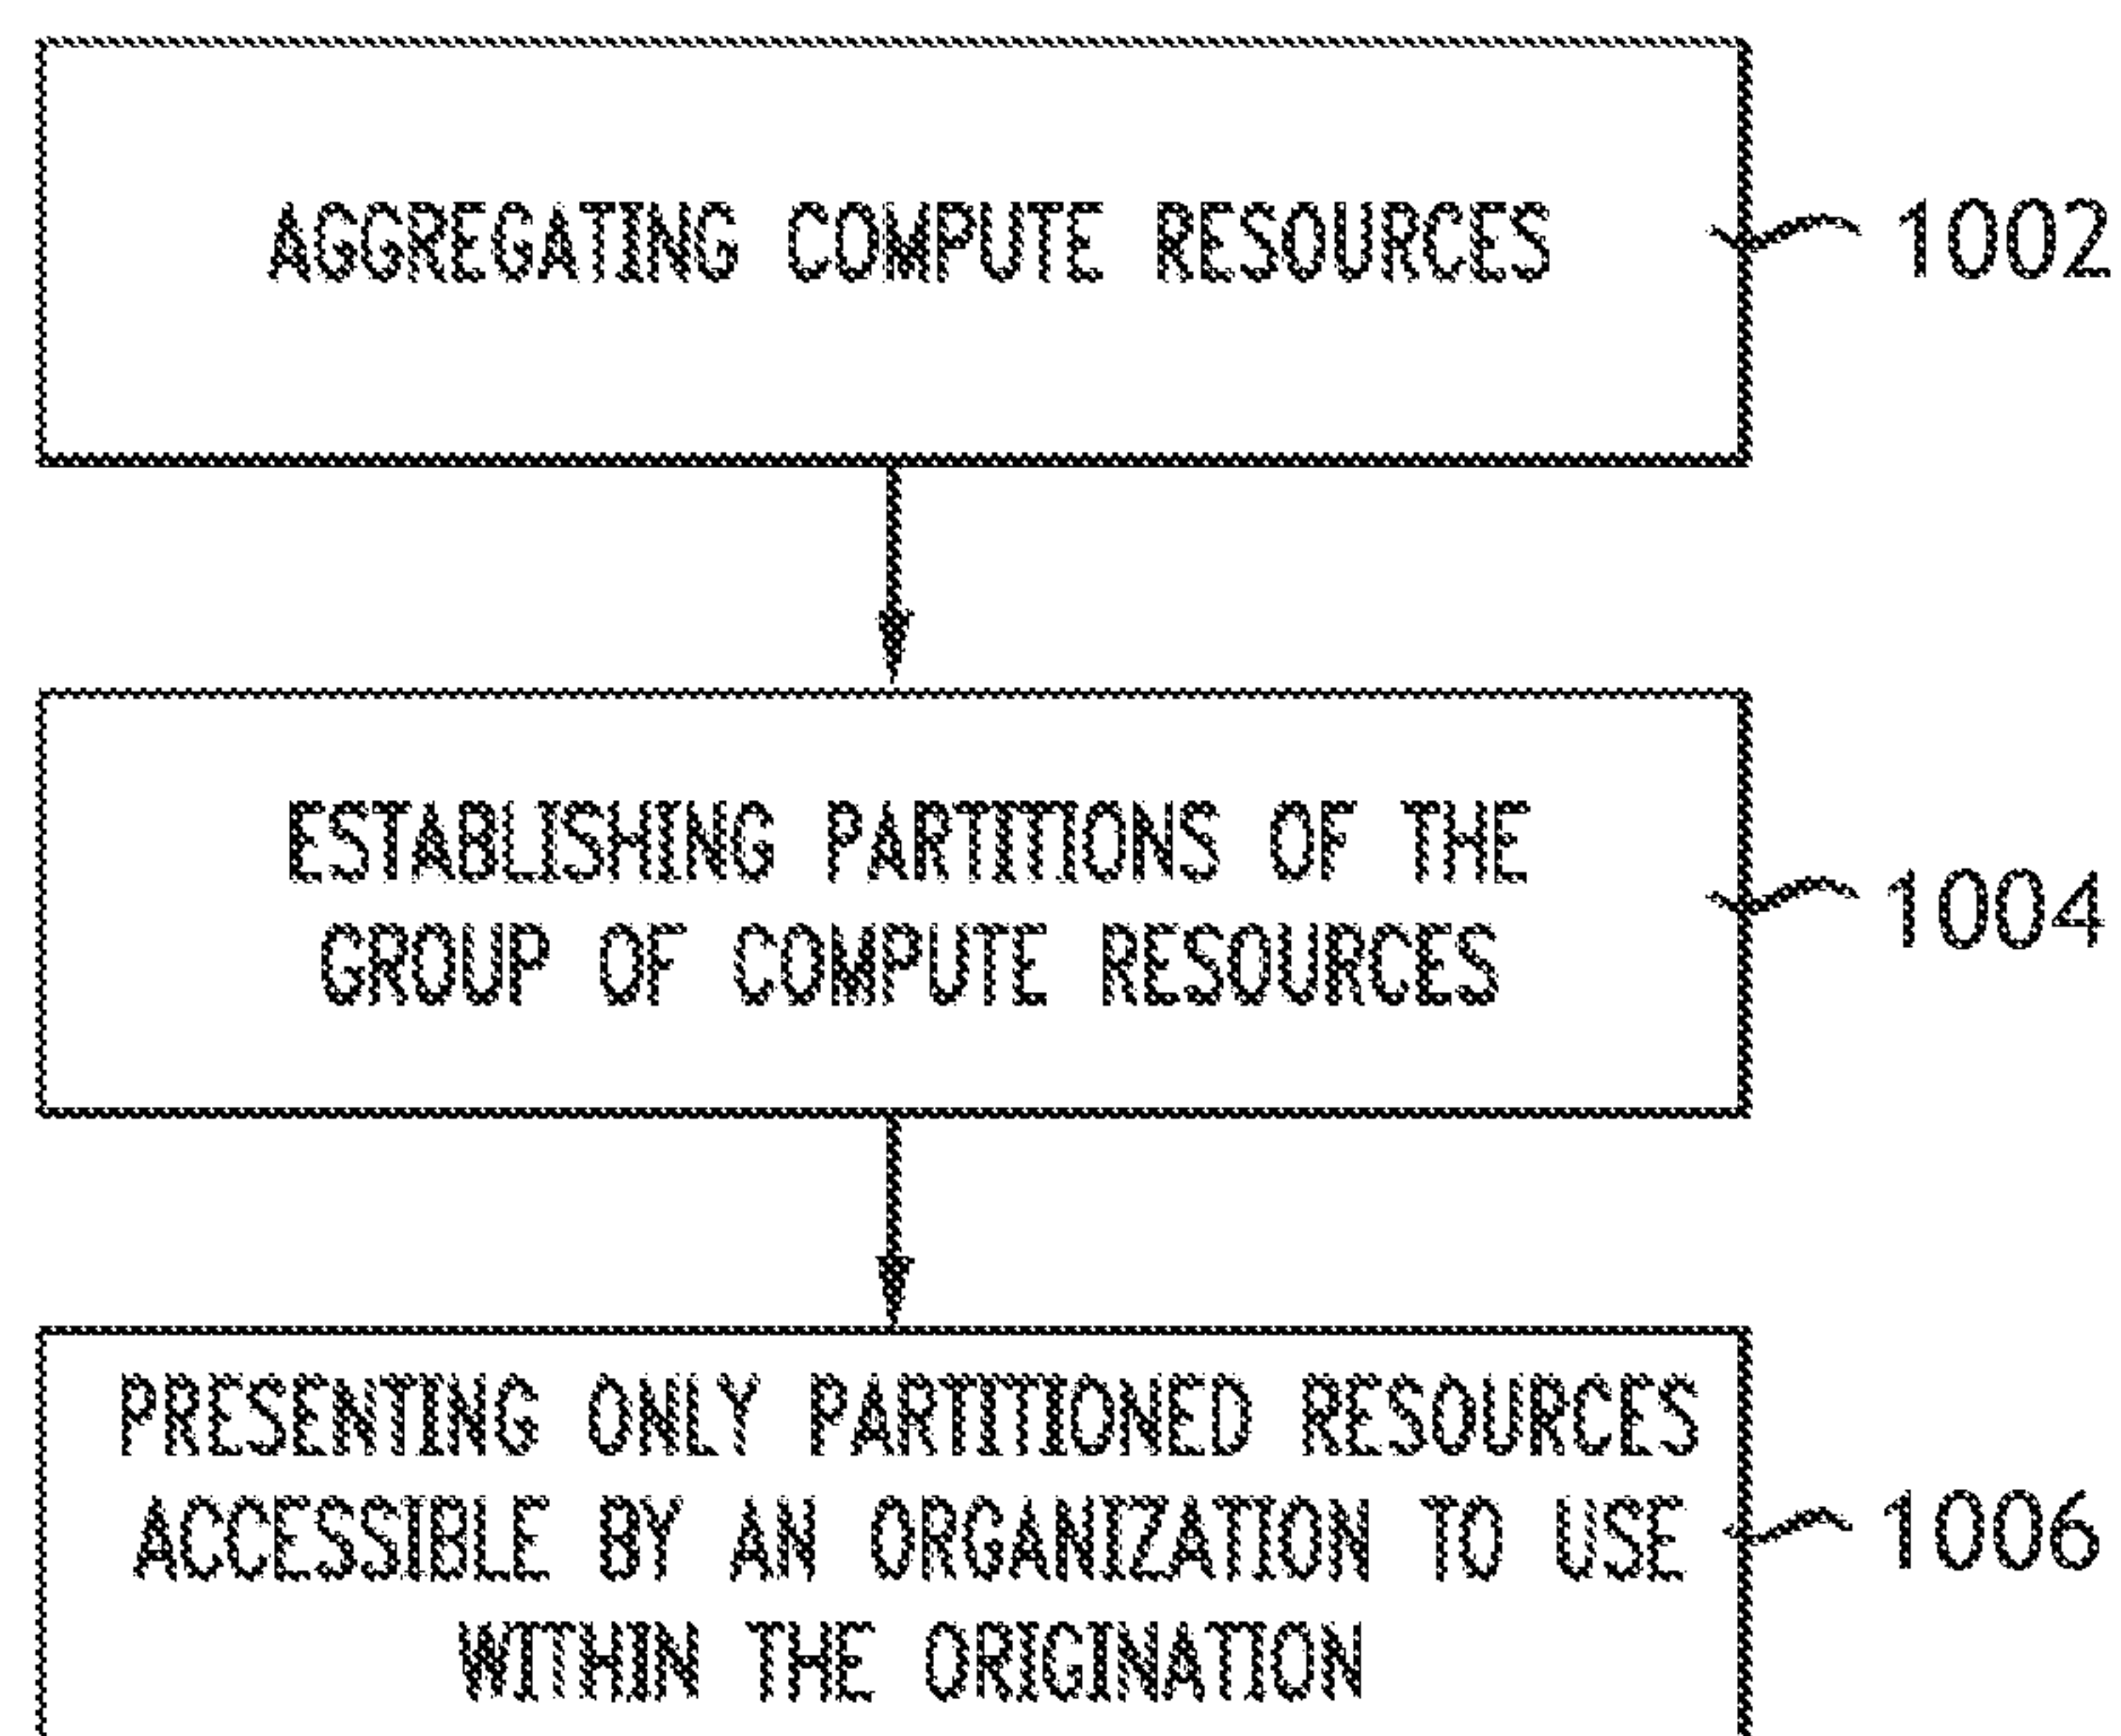 AGGREGATING COMPUTE RESOURCES
1002
ESTABLISHING PARTITIONS OF THE
GROUP OF COMPUTE RESOURCES
1004
PRESENTING ONLY PARTITIONED RESOURCES
ACCESSIBLE BY AN ORGANIZATION TO USE
WITHIN THE ORIGINATION
1006